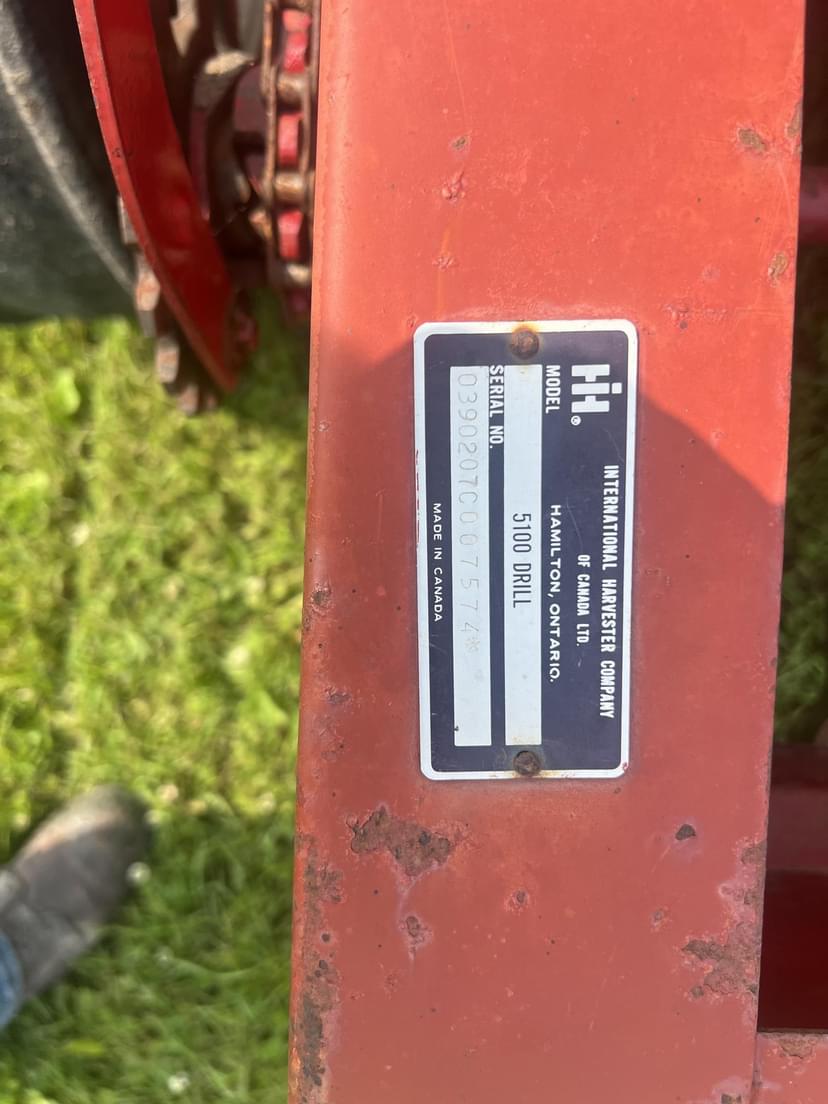 IH®
INTERNATIONAL HARVESTER COMPANY
OF CANADA LTD.
HAMILTON, ONTARIO.
MODEL
5100 DRILL
SERIAL NO.
0390207C007574*
MADE IN CANADA